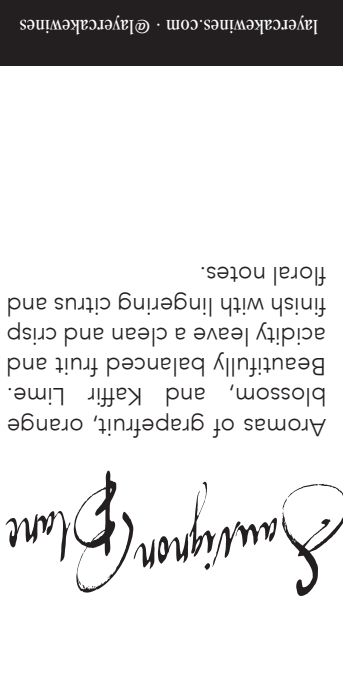 Sauvignon Blanc
Aromas of grapefruit, orange
blossom, and Kaffir Lime.
Beautifully balanced fruit and
acidity leave a clean and crisp
finish with lingering citrus and
floral notes.
layercakewines.com · @layercakewines